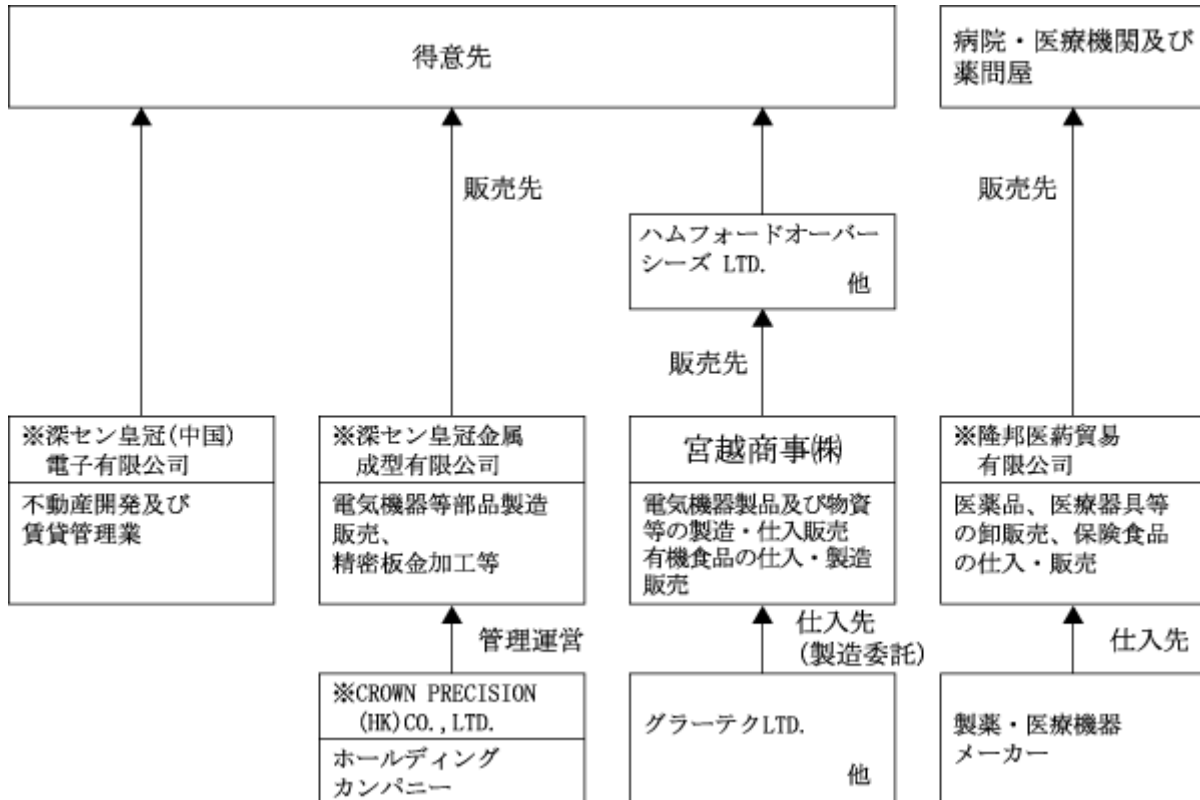 得意先
病院・医療機関及び
薬問屋
販売先
販売先
ハムフォードオーバー
シーズ LTD.
他
販売先
※深セン皇冠(中国)
電子有限公司
不動産開発及び
賃貸管理業
※深セン皇冠金属
成型有限公司
電気機器等部品製造
販売、
精密板金加工等
宮越商事㈱
電気機器製品及び物資
等の製造・仕入販売
有機食品の仕入・製造
販売
※隆邦医葯貿易
有限公司
医薬品、医療器具等
の卸販売、保険食品
の仕入・販売
管理運営
仕入先
(製造委託)
仕入先
※CROWN PRECISION
(HK)CO.,LTD.
ホールディング
カンパニー
グラーテクLTD.
他
製薬・医療機器
メーカー